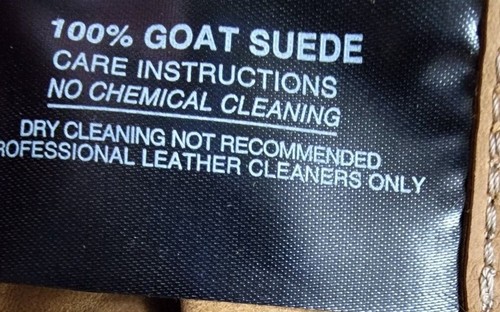 100% GOAT SUEDE
CARE INSTRUCTIONS
NO CHEMICAL CLEANING
DRY CLEANING NOT RECOMMENDED
ROFESSIONAL LEATHER CLEANERS ONLY